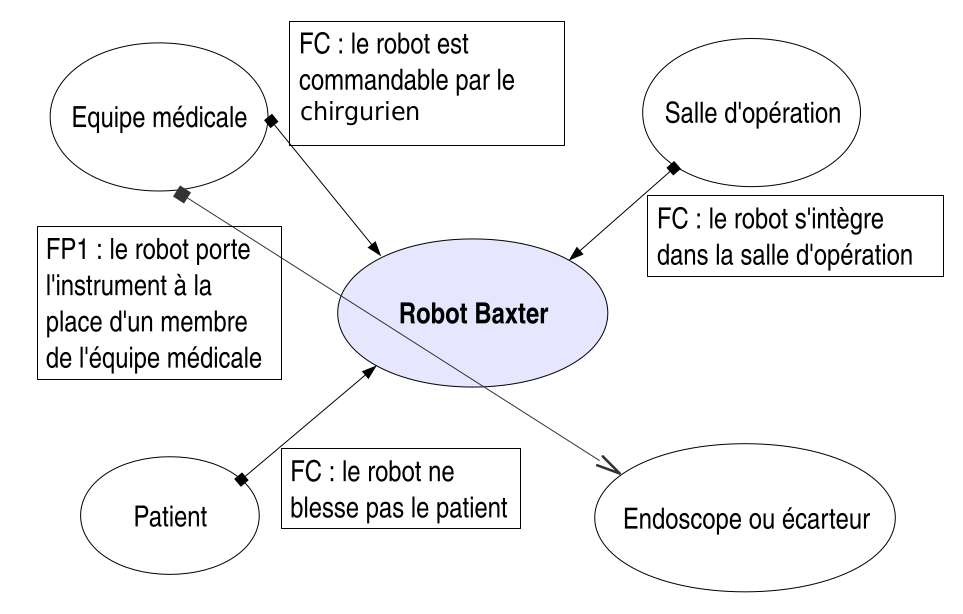 FC : le robot est
commandable par le
chirgurien
Equipe médicale
Salle d'opération
FC : le robot s'intègre
dans la salle d'opération
FP1 : le robot porte
l'instrument à la
place d'un membre
de l'équipe médicale
Robot Baxter
FC : le robot ne
blesse pas le patient
Patient
Endoscope ou écarteur